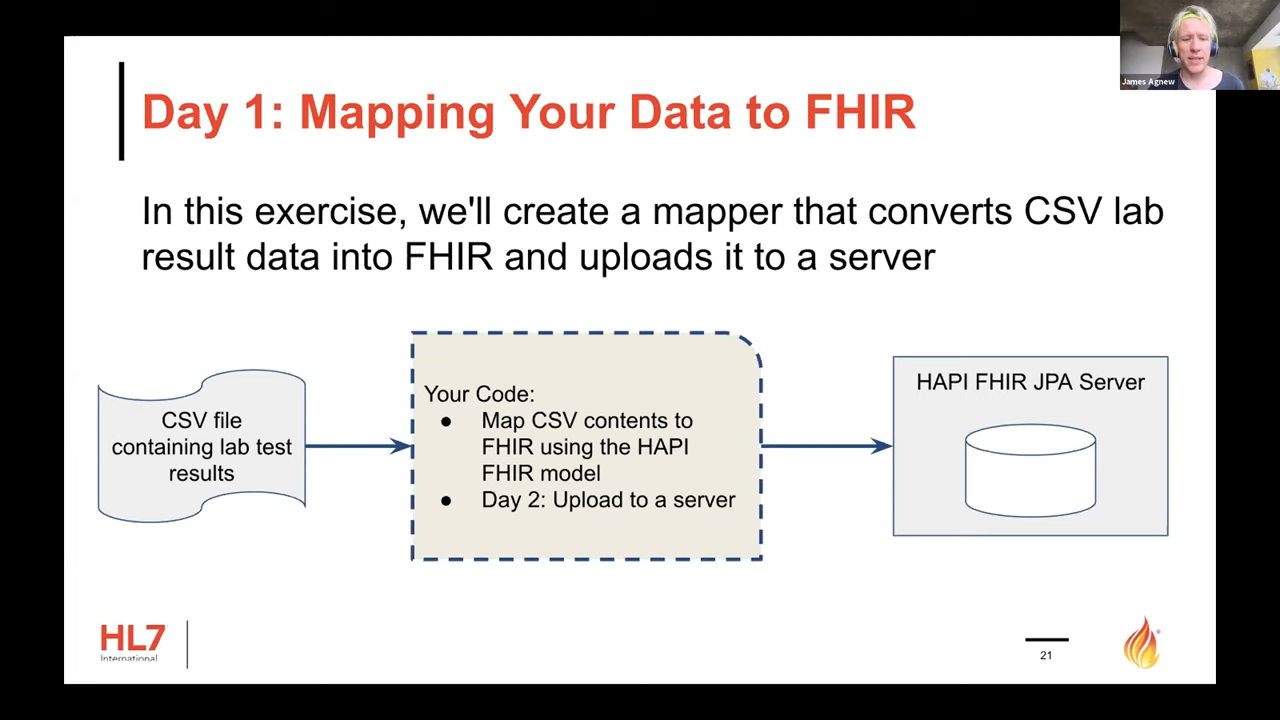 James Agnew
Day 1: Mapping Your Data to FHIR
In this exercise, we'll create a mapper that converts CSV lab
result data into FHIR and uploads it to a server
CSV file
containing lab test
results
Your Code:
● Map CSV contents to
FHIR using the HAPI
FHIR model
● Day 2: Upload to a server
HAPI FHIR JPA Server
HL7
International
21
®